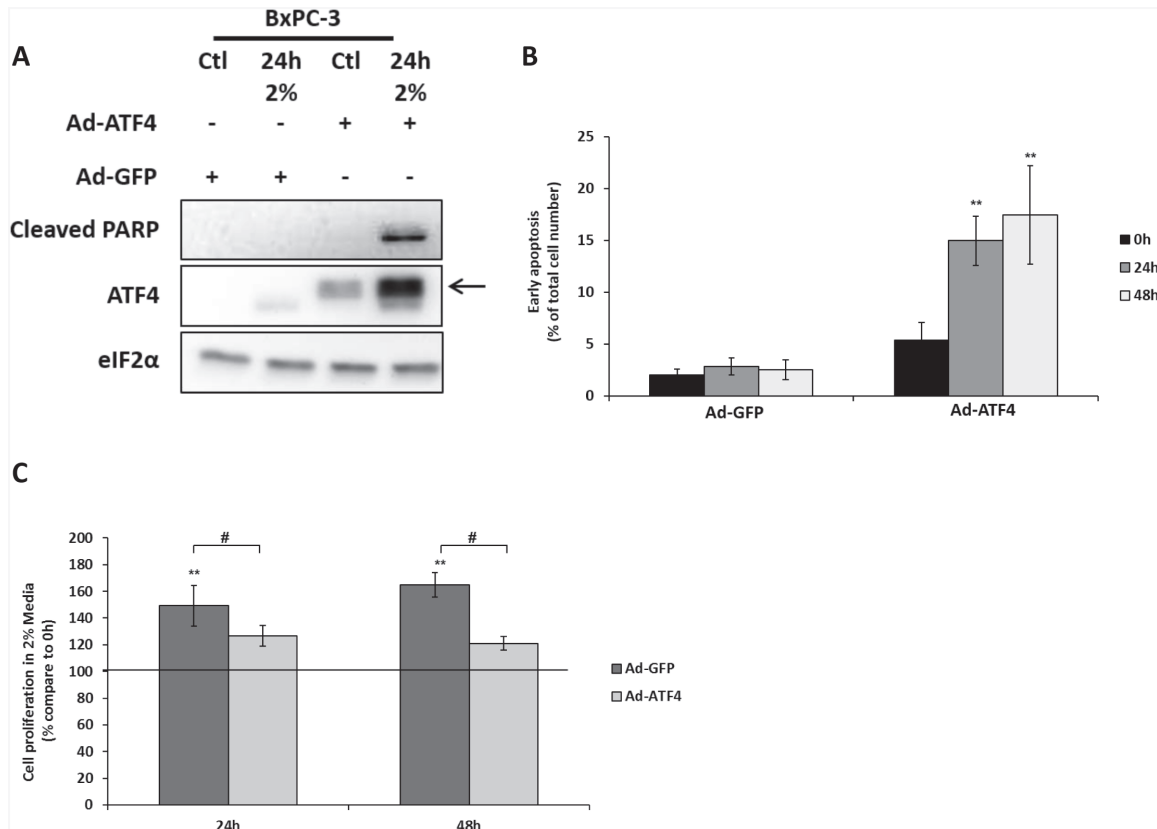 A
BxPC-3
Ctl 24h Ctl 24h
2% 2%
Ad-ATF4 - - + +
Ad-GFP + + - -
Cleaved PARP
ATF4
eIF2α
B
Early apoptosis
(% of total cell number)
25
20
15
10
5
0
** **
Ad-GFP Ad-ATF4
0h
24h
48h
C
Cell proliferation in 2% Media
(% compare to 0h)
200
180
160
140
120
100
80
60
40
20
0
# #
** **
24h 48h
Ad-GFP
Ad-ATF4